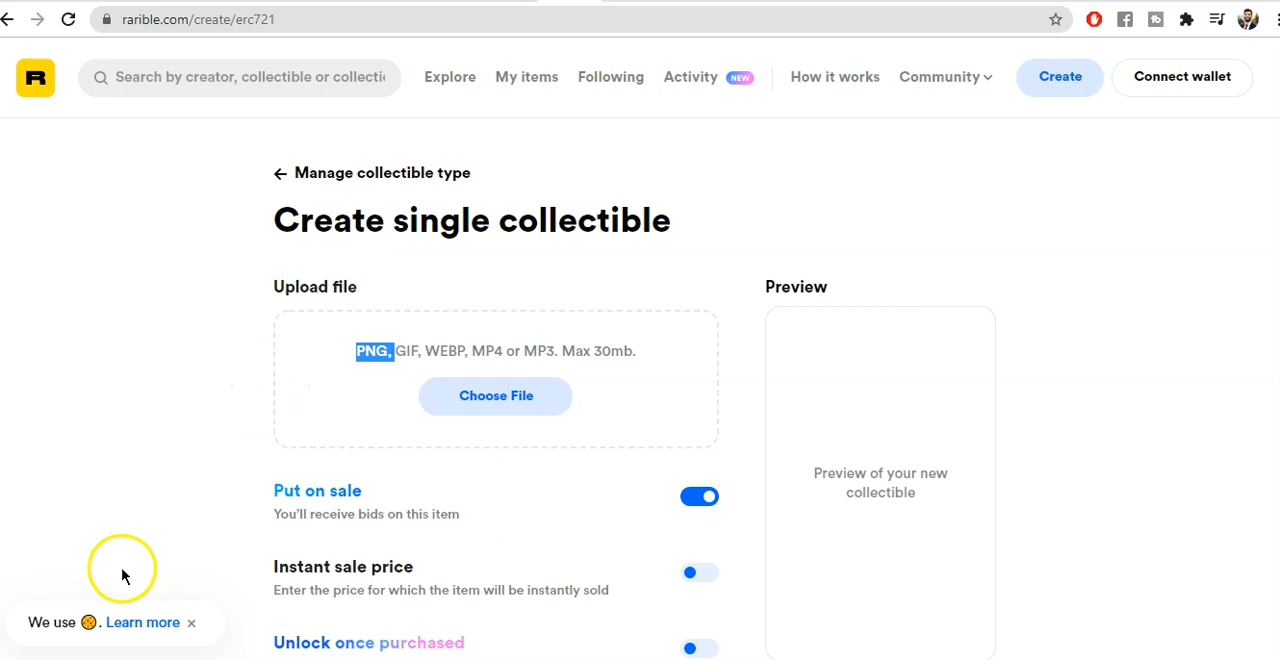 rarible.com/create/erc721
R
Search by creator, collectible or collecti
Explore
My items
Following
Activity NEW
How it works
Community
Create
Connect wallet
Manage collectible type
Create single collectible
Upload file
PNG, GIF, WEBP, MP4 or MP3. Max 30mb.
Choose File
Put on sale
You'll receive bids on this item
Instant sale price
Enter the price for which the item will be instantly sold
Unlock once purchased
Preview
Preview of your new
collectible
We use 🍪. Learn more ×